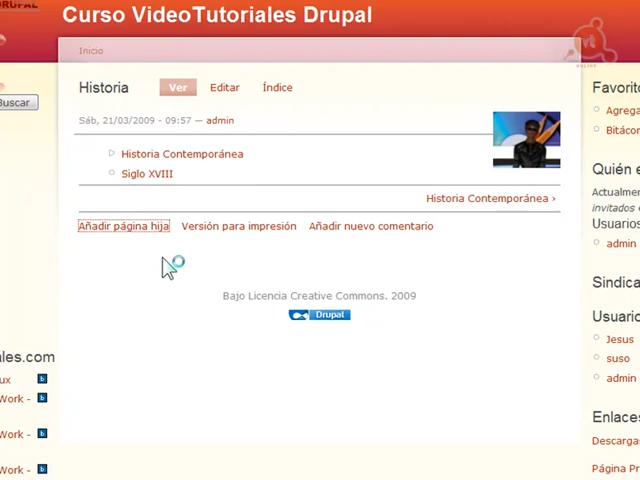 Curso VideoTutoriales Drupal
Inicio
Buscar
Historia
Ver
Editar
Índice
Sáb, 21/03/2009 - 09:57 — admin
Historia Contemporánea
Siglo XVIII
Historia Contemporánea ›
Añadir página hija
Versión para impresión
Añadir nuevo comentario
Bajo Licencia Creative Commons. 2009
Drupal
ales.com
ux
Work -
Work -
Work -
Favorito
Agrega
Bitácor
Quién e
Actualmen
invitados
Usuarios
admin
Sindica
Usuario
Jesus
suso
admin
Enlaces
Descargas
Página Pr